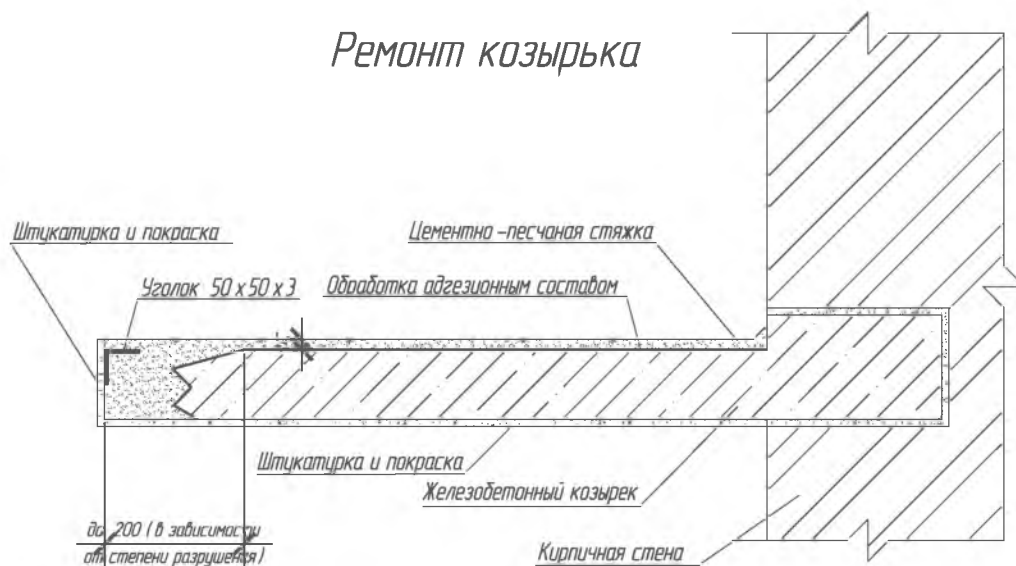 Ремонт козырька
Штукатурка и покраска
Цементно -песчаная стяжка
Уголок 50 х 50 х 3
Обработка адгезионным составом
Штукатурка и покраска
Железобетонный козырек
до 200 ( в зависимости
от степени разрушения )
Кирпичная стена